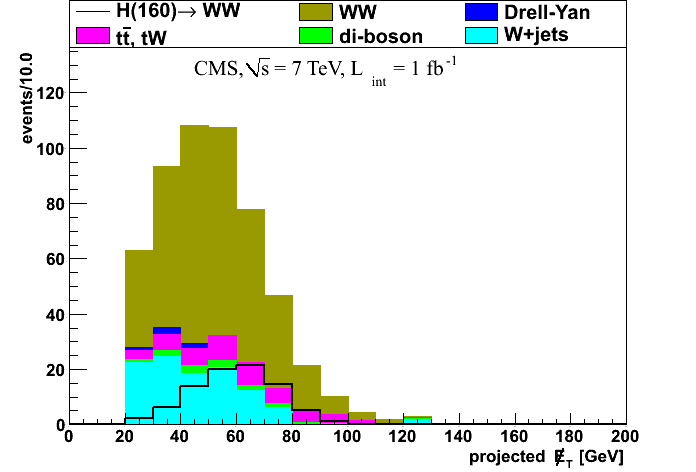 H(160)→ WW WW Drell-Yan
tt̄, tW di-boson W+jets
CMS, √s = 7 TeV, L int = 1 fb⁻¹
events/10.0
120
100
80
60
40
20
0
0 20 40 60 80 100 120 140 160 180 200
projected E̸T [GeV]